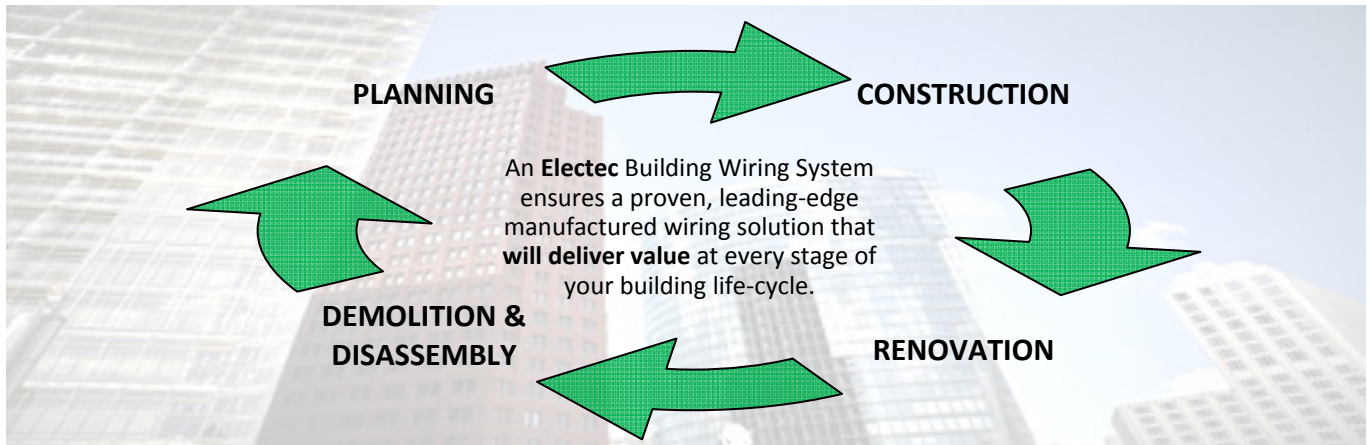 PLANNING
CONSTRUCTION
An Electec Building Wiring System
ensures a proven, leading-edge
manufactured wiring solution that
will deliver value at every stage of
your building life-cycle.
DEMOLITION &
DISASSEMBLY
RENOVATION